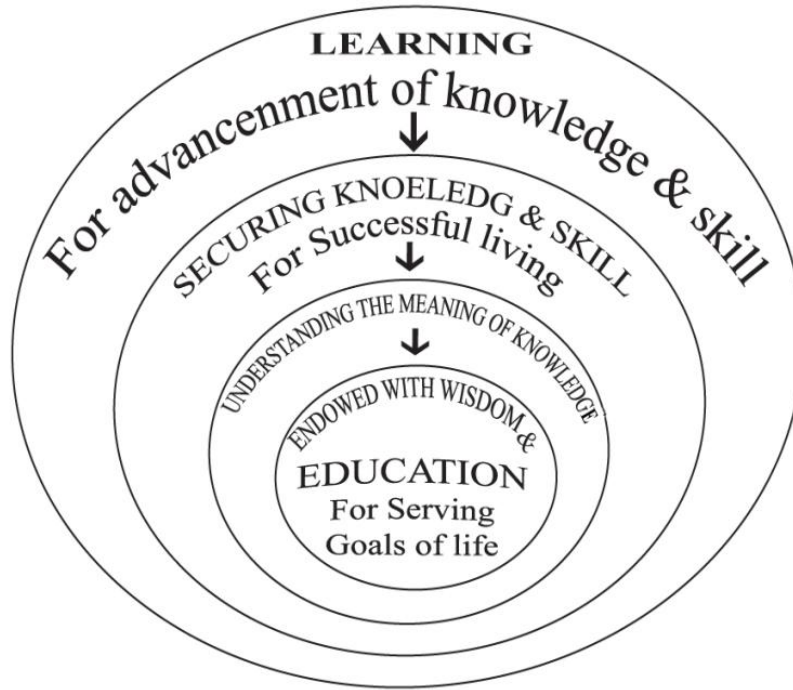 LEARNING
For advancenment of knowledge & skill
SECURING KNOELEDG & SKILL
For Successful living
UNDERSTANDING THE MEANING OF KNOWLEDGE
ENDOWED WITH WISDOM &
EDUCATION
For Serving
Goals of life